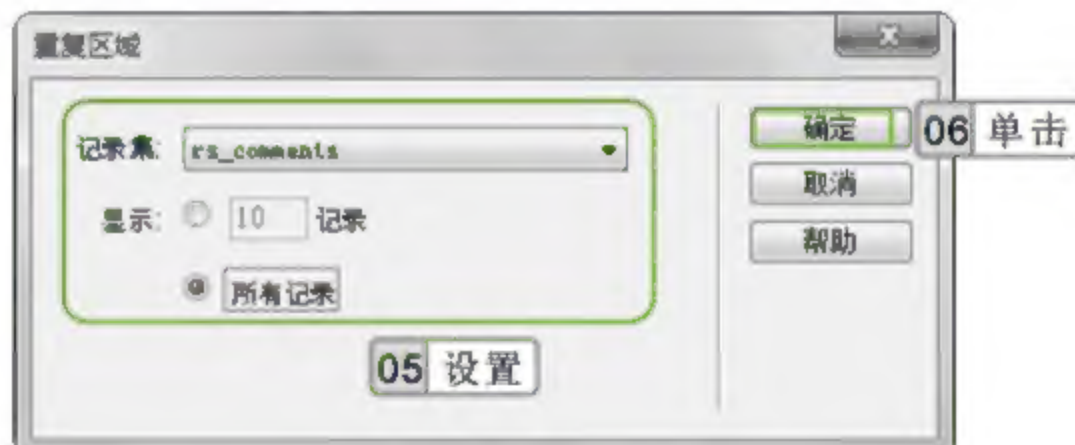 重复区域
记录集: rs_comments
显示: 10 记录
所有记录
05 设置
确定
06 单击
取消
帮助